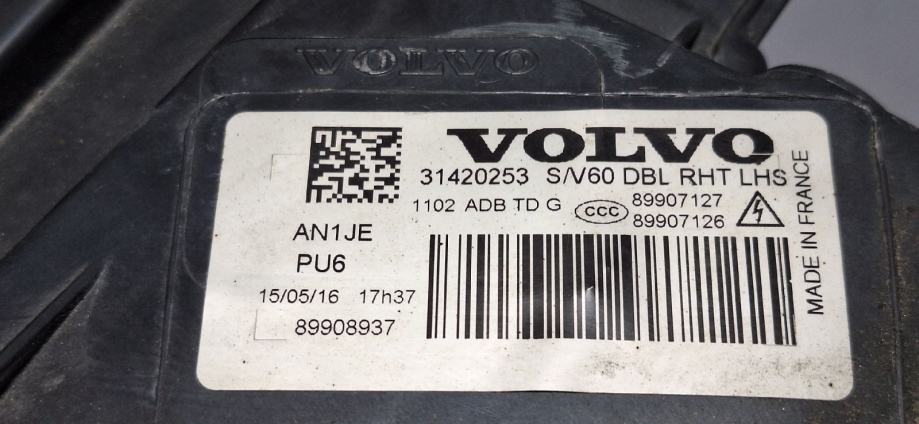 VOLVO
VOLVO
31420253 S/V60 DBL RHT LHS
1102 ADB TD G CCC 89907127
89907126
AN1JE
PU6
15/05/16 17h37
89908937
MADE IN FRANCE